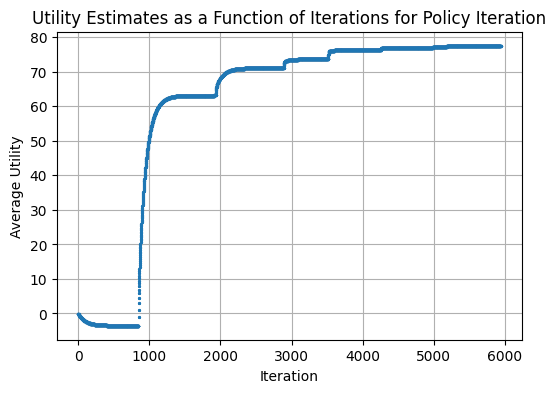 Utility Estimates as a Function of Iterations for Policy Iteration
80
70
60
50
40
30
20
10
0
Average Utility
0 1000 2000 3000 4000 5000 6000
Iteration